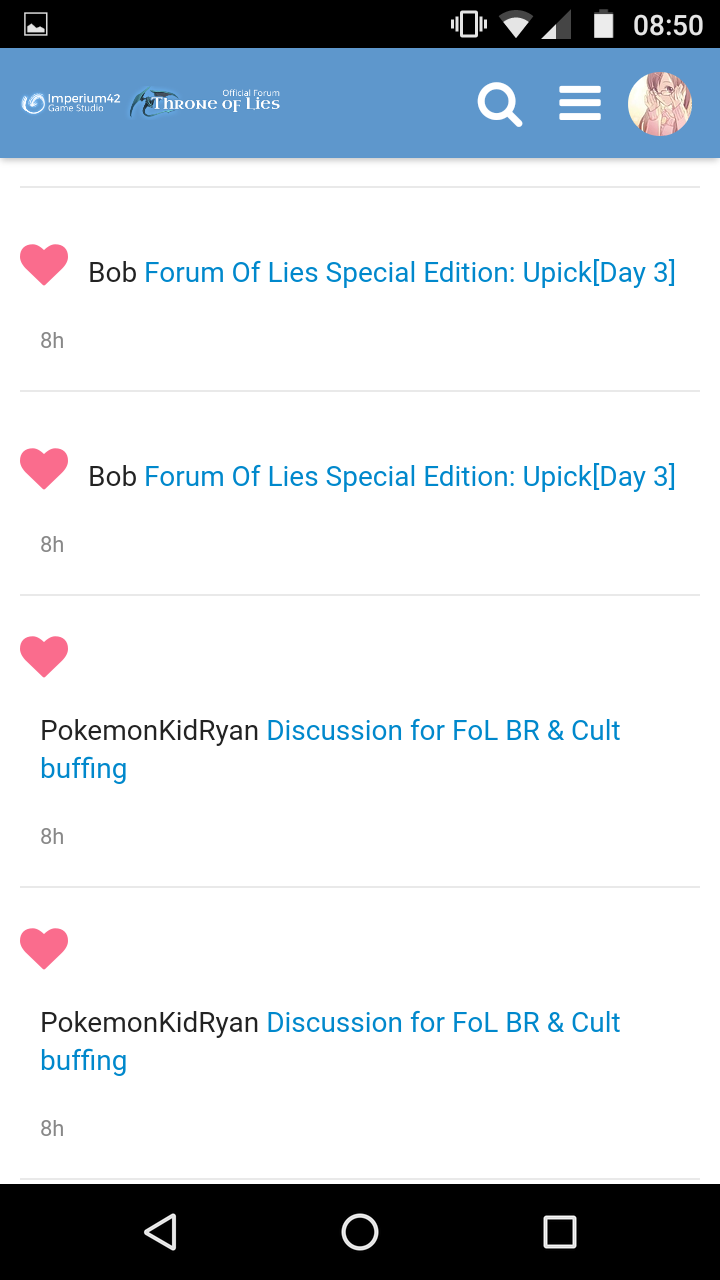 08:50
Imperium42
Game Studio
Official Forum
Throne of Lies
Bob Forum Of Lies Special Edition: Upick[Day 3]
8h
Bob Forum Of Lies Special Edition: Upick[Day 3]
8h
PokemonKidRyan Discussion for FoL BR & Cult
buffing
8h
PokemonKidRyan Discussion for FoL BR & Cult
buffing
8h